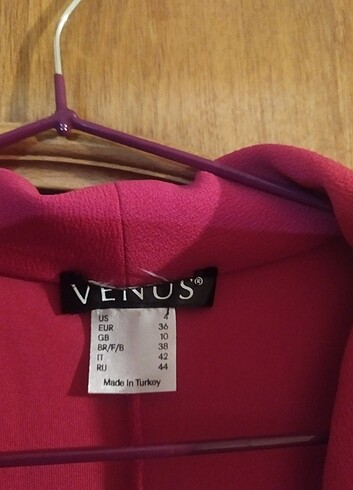 VENUS®
US 4
EUR 36
GB 10
BR/F/B 38
IT 42
RU 44
Made in Turkey